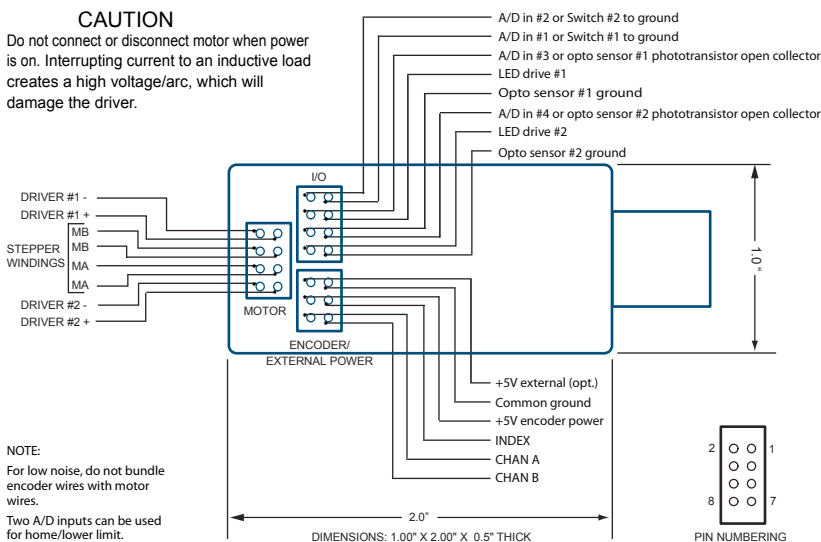 CAUTION
Do not connect or disconnect motor when power
is on. Interrupting current to an inductive load
creates a high voltage/arc, which will
damage the driver.
A/D in #2 or Switch #2 to ground
A/D in #1 or Switch #1 to ground
A/D in #3 or opto sensor #1 phototransistor open collector
LED drive #1
Opto sensor #1 ground
A/D in #4 or opto sensor #2 phototransistor open collector
LED drive #2
Opto sensor #2 ground
I/O
DRIVER #1 -
DRIVER #1 +
MB
MB
STEPPER
WINDINGS
MA
MA
DRIVER #2 -
DRIVER #2 +
MOTOR
ENCODER/
EXTERNAL POWER
1.0 "
+5V external (opt.)
Common ground
+5V encoder power
INDEX
CHAN A
CHAN B
NOTE:
For low noise, do not bundle
encoder wires with motor
wires.
Two A/D inputs can be used
for home/lower limit.
2.0"
DIMENSIONS: 1.00" X 2.00" X 0.5" THICK
2 1
8 7
PIN NUMBERING